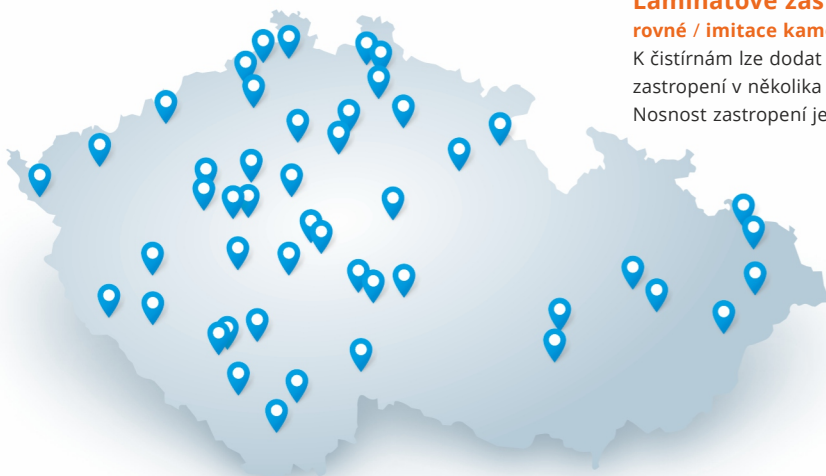 rovné / imitace kam
K čistírnám lze dodat
zastropení v několika
Nosnost zastropení je